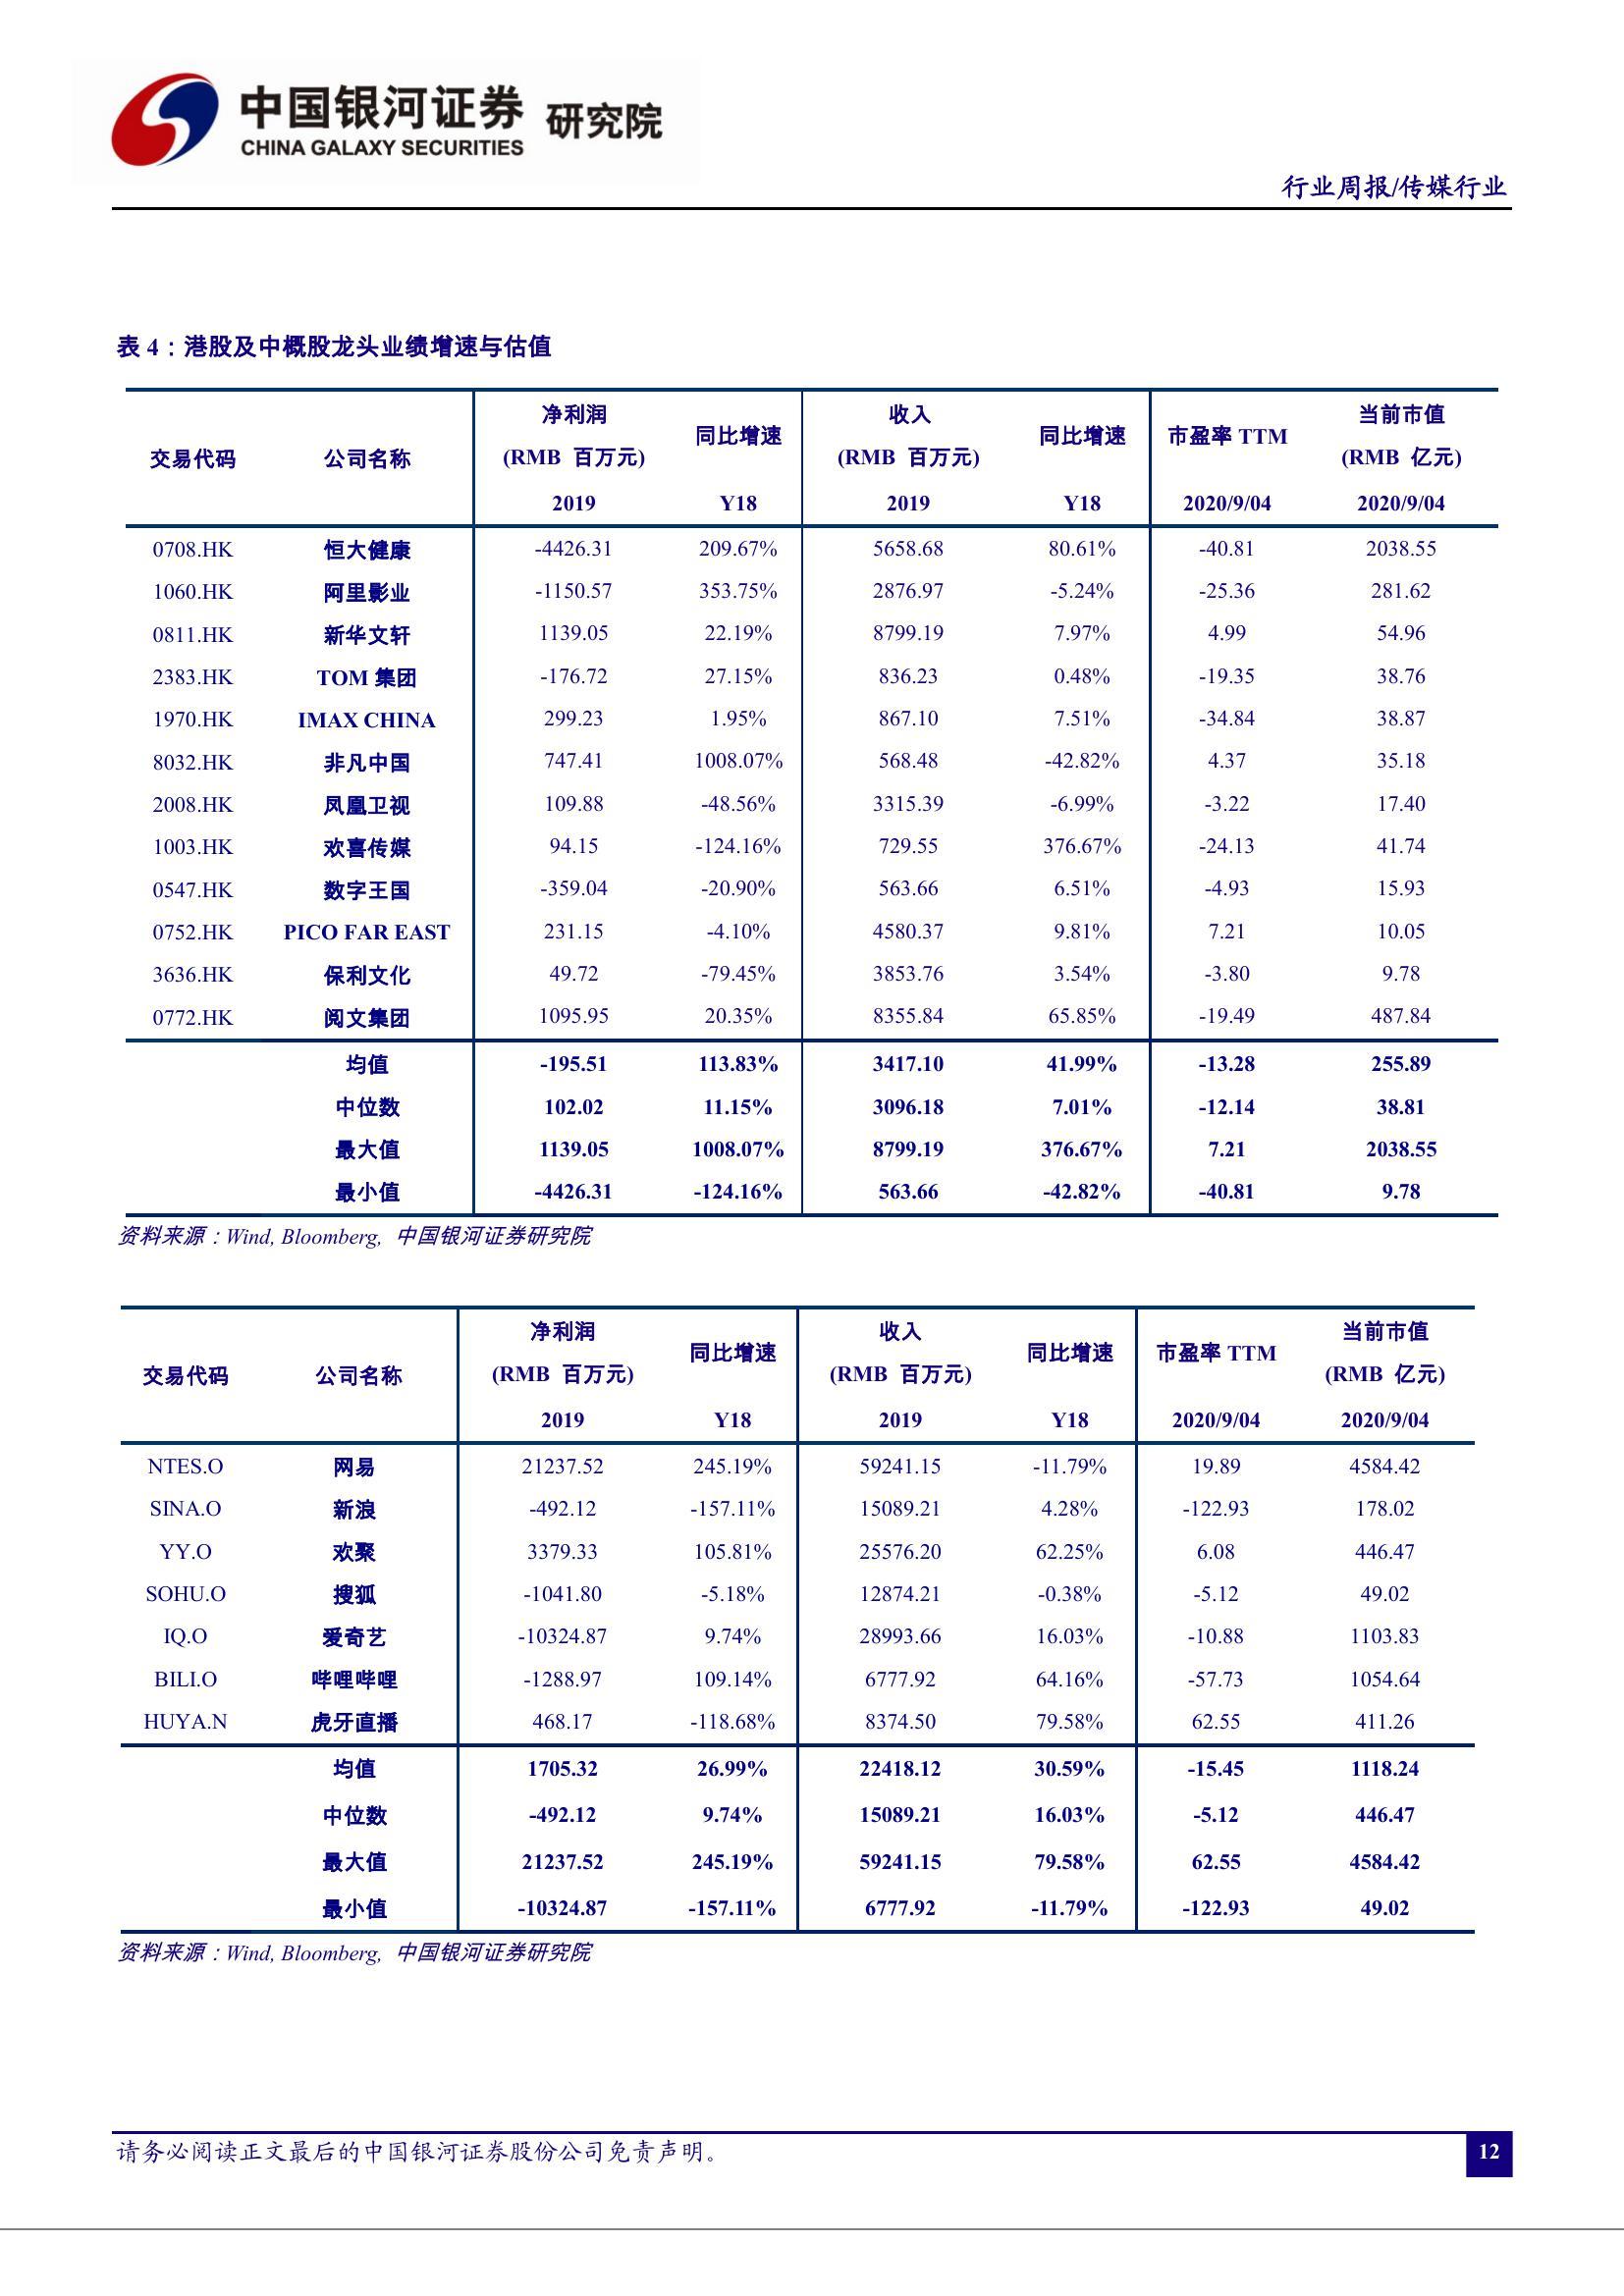 中国银河证券 研究院
CHINA GALAXY SECURITIES
行业周报/传媒行业
表 4：港股及中概股龙头业绩增速与估值
交易代码 公司名称 净利润 (RMB 百万元) 同比增速 收入 (RMB 百万元) 同比增速 市盈率 TTM 当前市值 (RMB 亿元)
2019 Y18 2019 Y18 2020/9/04 2020/9/04
0708.HK 恒大健康 -4426.31 209.67% 5658.68 80.61% -40.81 2038.55
1060.HK 阿里影业 -1150.57 353.75% 2876.97 -5.24% -25.36 281.62
0811.HK 新华文轩 1139.05 22.19% 8799.19 7.97% 4.99 54.96
2383.HK TOM 集团 -176.72 27.15% 836.23 0.48% -19.35 38.76
1970.HK IMAX CHINA 299.23 1.95% 867.10 7.51% -34.84 38.87
8032.HK 非凡中国 747.41 1008.07% 568.48 -42.82% 4.37 35.18
2008.HK 凤凰卫视 109.88 -48.56% 3315.39 -6.99% -3.22 17.40
1003.HK 欢喜传媒 94.15 -124.16% 729.55 376.67% -24.13 41.74
0547.HK 数字王国 -359.04 -20.90% 563.66 6.51% -4.93 15.93
0752.HK PICO FAR EAST 231.15 -4.10% 4580.37 9.81% 7.21 10.05
3636.HK 保利文化 49.72 -79.45% 3853.76 3.54% -3.80 9.78
0772.HK 阅文集团 1095.95 20.35% 8355.84 65.85% -19.49 487.84
均值 -195.51 113.83% 3417.10 41.99% -13.28 255.89
中位数 102.02 11.15% 3096.18 7.01% -12.14 38.81
最大值 1139.05 1008.07% 8799.19 376.67% 7.21 2038.55
最小值 -4426.31 -124.16% 563.66 -42.82% -40.81 9.78
资料来源：Wind, Bloomberg, 中国银河证券研究院
交易代码 公司名称 净利润 (RMB 百万元) 同比增速 收入 (RMB 百万元) 同比增速 市盈率 TTM 当前市值 (RMB 亿元)
2019 Y18 2019 Y18 2020/9/04 2020/9/04
NTES.O 网易 21237.52 245.19% 59241.15 -11.79% 19.89 4584.42
SINA.O 新浪 -492.12 -157.11% 15089.21 4.28% -122.93 178.02
YY.O 欢聚 3379.33 105.81% 25576.20 62.25% 6.08 446.47
SOHU.O 搜狐 -1041.80 -5.18% 12874.21 -0.38% -5.12 49.02
IQ.O 爱奇艺 -10324.87 9.74% 28993.66 16.03% -10.88 1103.83
BILI.O 哔哩哔哩 -1288.97 109.14% 6777.92 64.16% -57.73 1054.64
HUYA.N 虎牙直播 468.17 -118.68% 8374.50 79.58% 62.55 411.26
均值 1705.32 26.99% 22418.12 30.59% -15.45 1118.24
中位数 -492.12 9.74% 15089.21 16.03% -5.12 446.47
最大值 21237.52 245.19% 59241.15 79.58% 62.55 4584.42
最小值 -10324.87 -157.11% 6777.92 -11.79% -122.93 49.02
资料来源：Wind, Bloomberg, 中国银河证券研究院
请务必阅读正文最后的中国银河证券股份公司免责声明。
12